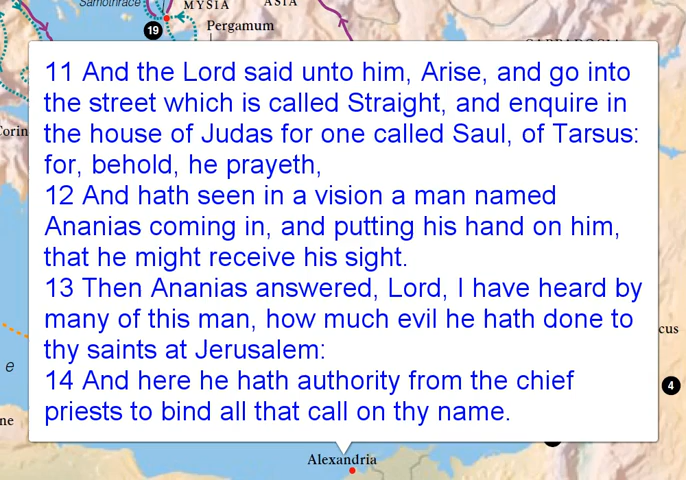 Samothrace
MYSIA
ASIA
19
Pergamum
11 And the Lord said unto him, Arise, and go into
the street which is called Straight, and enquire in
the house of Judas for one called Saul, of Tarsus:
for, behold, he prayeth,
12 And hath seen in a vision a man named
Ananias coming in, and putting his hand on him,
that he might receive his sight.
13 Then Ananias answered, Lord, I have heard by
many of this man, how much evil he hath done to
thy saints at Jerusalem:
14 And here he hath authority from the chief
priests to bind all that call on thy name.
Corin
cus
e
4
ne
Alexandria